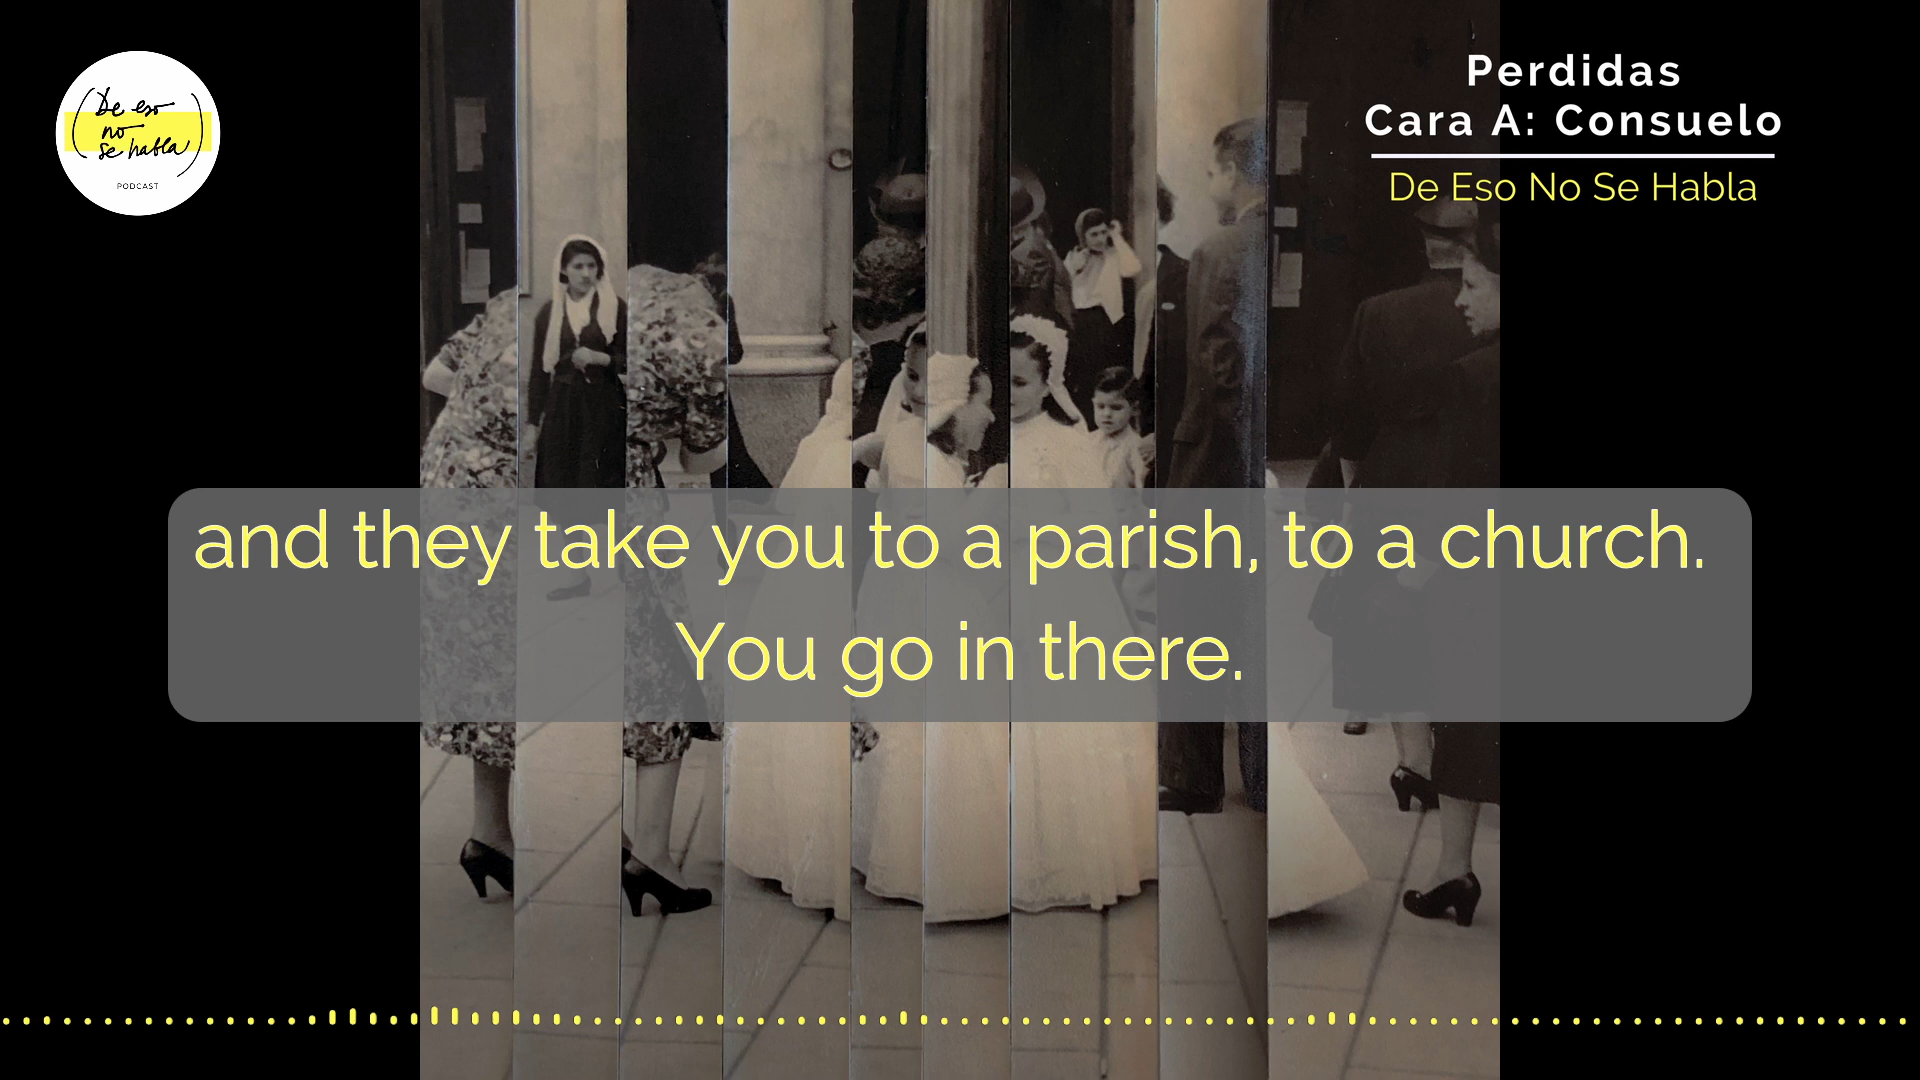 De eso
no
se habla
PODCAST
Perdidas
Cara A: Consuelo
De Eso No Se Habla
and they take you to a parish, to a church.
You go in there.